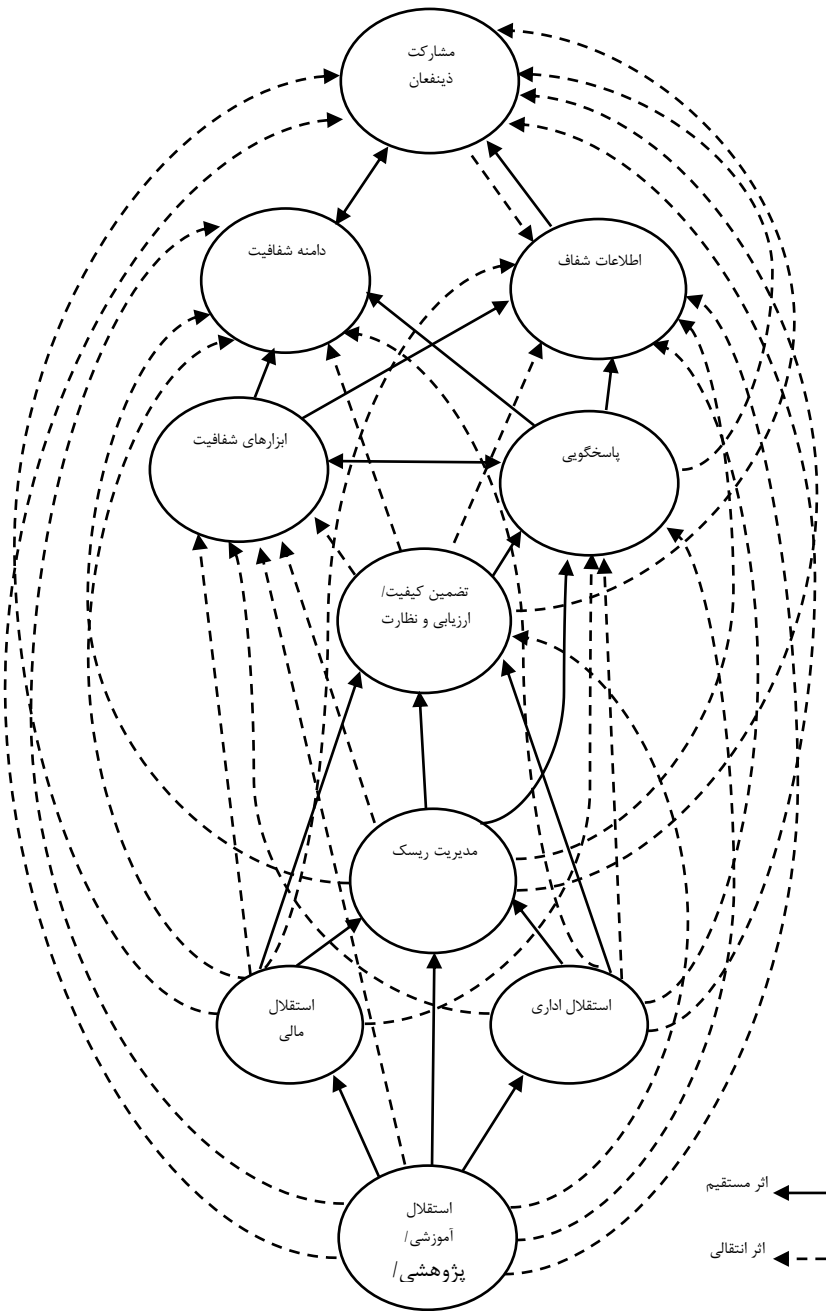 مشارکت
ذینفعان
اطلاعات شفاف
دامنه شفافیت
پاسخگویی
ابزارهای شفافیت
تضمین کیفیت/
ارزیابی و نظارت
مدیریت ریسک
استقلال اداری
استقلال
مالی
استقلال
آموزشی/
پژوهشی/
اثر مستقیم
اثر انتقالی